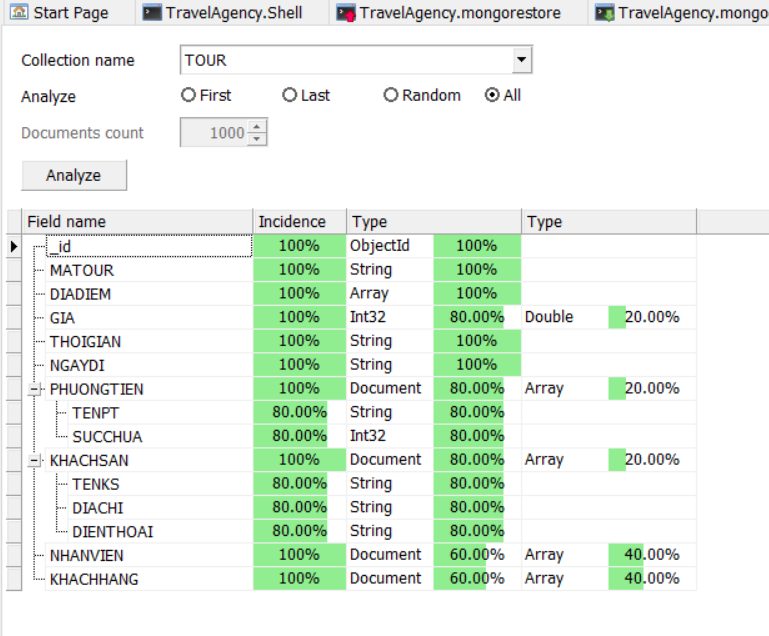 Start Page TravelAgency.Shell TravelAgency.mongorestore TravelAgency.mongo
Collection name TOUR
Analyze First Last Random All
Documents count 1000
Analyze
Field name Incidence Type Type
_id 100% ObjectId 100%
MATOUR 100% String 100%
DIADIEM 100% Array 100%
GIA 100% Int32 80.00% Double 20.00%
THOIGIAN 100% String 100%
NGAYDI 100% String 100%
PHUONGTIEN 100% Document 80.00% Array 20.00%
TENPT 80.00% String 80.00%
SUCCHUA 80.00% Int32 80.00%
KHACHSAN 100% Document 80.00% Array 20.00%
TENKS 80.00% String 80.00%
DIACHI 80.00% String 80.00%
DIENTHOAI 80.00% String 80.00%
NHANVIEN 100% Document 60.00% Array 40.00%
KHACHHANG 100% Document 60.00% Array 40.00%